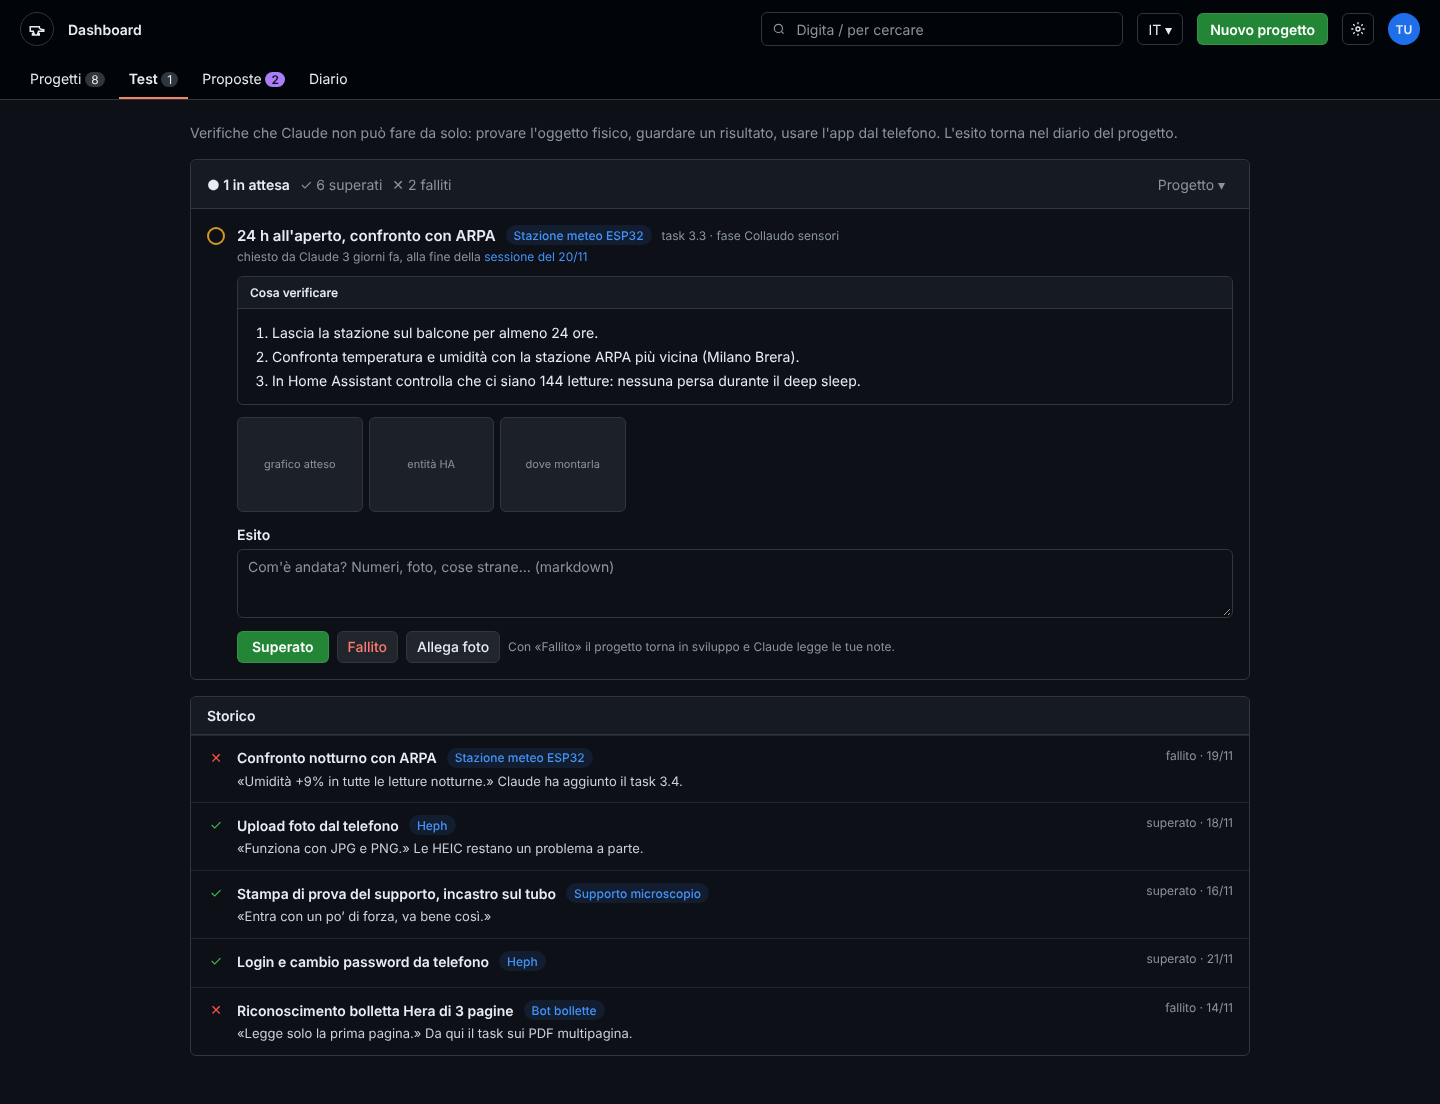 Dashboard
Digita / per cercare
IT ▾
Nuovo progetto
TU
Progetti 8
Test 1
Proposte 2
Diario
Verifiche che Claude non può fare da solo: provare l'oggetto fisico, guardare un risultato, usare l'app dal telefono. L'esito torna nel diario del progetto.
1 in attesa ✓ 6 superati ✕ 2 falliti
Progetto ▾
24 h all'aperto, confronto con ARPA Stazione meteo ESP32 task 3.3 · fase Collaudo sensori
chiesto da Claude 3 giorni fa, alla fine della sessione del 20/11
Cosa verificare
1. Lascia la stazione sul balcone per almeno 24 ore.
2. Confronta temperatura e umidità con la stazione ARPA più vicina (Milano Brera).
3. In Home Assistant controlla che ci siano 144 letture: nessuna persa durante il deep sleep.
grafico atteso
entità HA
dove montarla
Esito
Com'è andata? Numeri, foto, cose strane... (markdown)
Superato
Fallito
Allega foto
Con «Fallito» il progetto torna in sviluppo e Claude legge le tue note.
Storico
✕ Confronto notturno con ARPA Stazione meteo ESP32 fallito · 19/11
«Umidità +9% in tutte le letture notturne.» Claude ha aggiunto il task 3.4.
✓ Upload foto dal telefono Heph superato · 18/11
«Funziona con JPG e PNG.» Le HEIC restano un problema a parte.
✓ Stampa di prova del supporto, incastro sul tubo Supporto microscopio superato · 16/11
«Entra con un po’ di forza, va bene così.»
✓ Login e cambio password da telefono Heph superato · 21/11
✕ Riconoscimento bolletta Hera di 3 pagine Bot bollette fallito · 14/11
«Legge solo la prima pagina.» Da qui il task sui PDF multipagina.